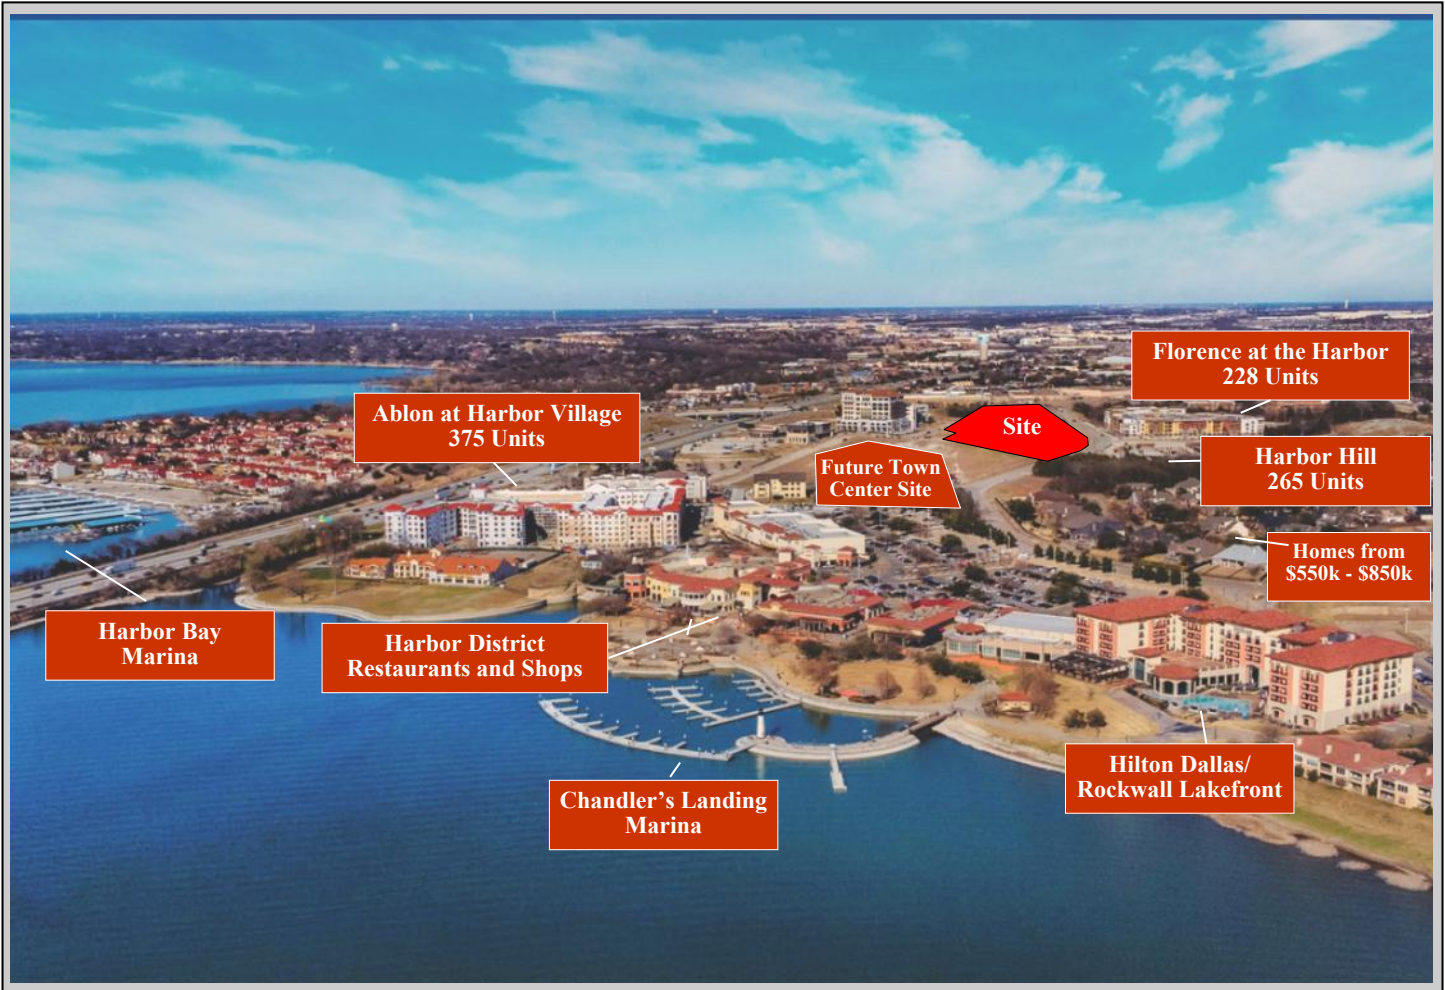 Florence at the Harbor
228 Units
Ablon at Harbor Village
375 Units
Site
Future Town
Center Site
Harbor Hill
265 Units
Homes from
$550k - $850k
Harbor Bay
Marina
Harbor District
Restaurants and Shops
Hilton Dallas/
Rockwall Lakefront
Chandler’s Landing
Marina